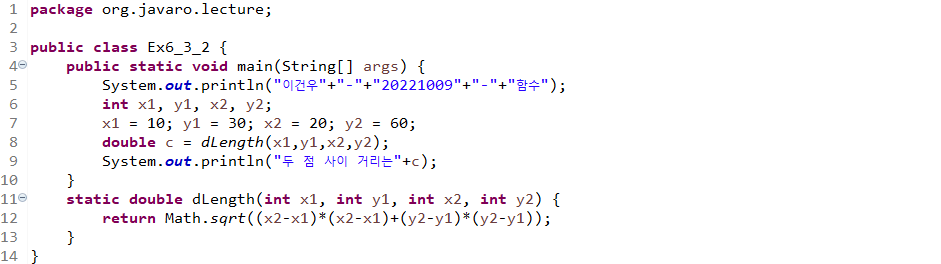 1 package org.javaro.lecture;
2
3 public class Ex6_3_2 {
4     public static void main(String[] args) {
5         System.out.println("이건우"+"-"+"20221009"+"-"+"함수");
6         int x1, y1, x2, y2;
7         x1 = 10; y1 = 30; x2 = 20; y2 = 60;
8         double c = dLength(x1,y1,x2,y2);
9         System.out.println("두 점 사이 거리는"+c);
10     }
11     static double dLength(int x1, int y1, int x2, int y2) {
12         return Math.sqrt((x2-x1)*(x2-x1)+(y2-y1)*(y2-y1));
13     }
14 }